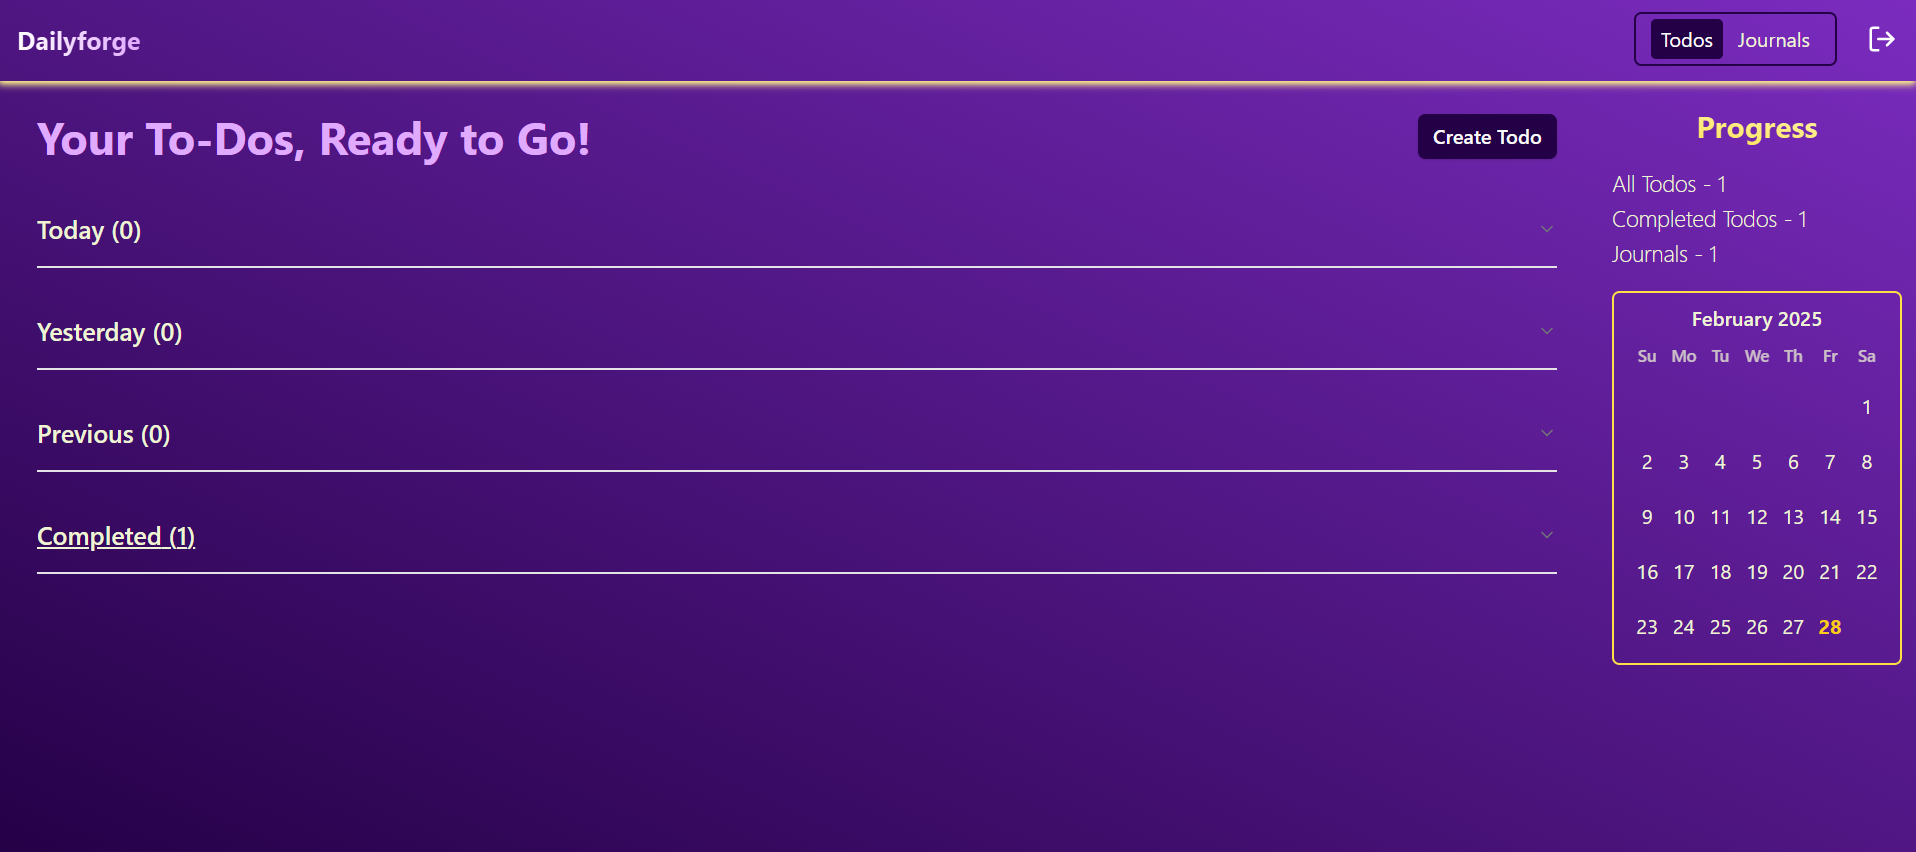 Dailyforge
Todos Journals
Your To-Dos, Ready to Go!
Create Todo
Today (0)
Yesterday (0)
Previous (0)
Completed (1)
Progress
All Todos - 1
Completed Todos - 1
Journals - 1
February 2025
Su Mo Tu We Th Fr Sa
1
2 3 4 5 6 7 8
9 10 11 12 13 14 15
16 17 18 19 20 21 22
23 24 25 26 27 28